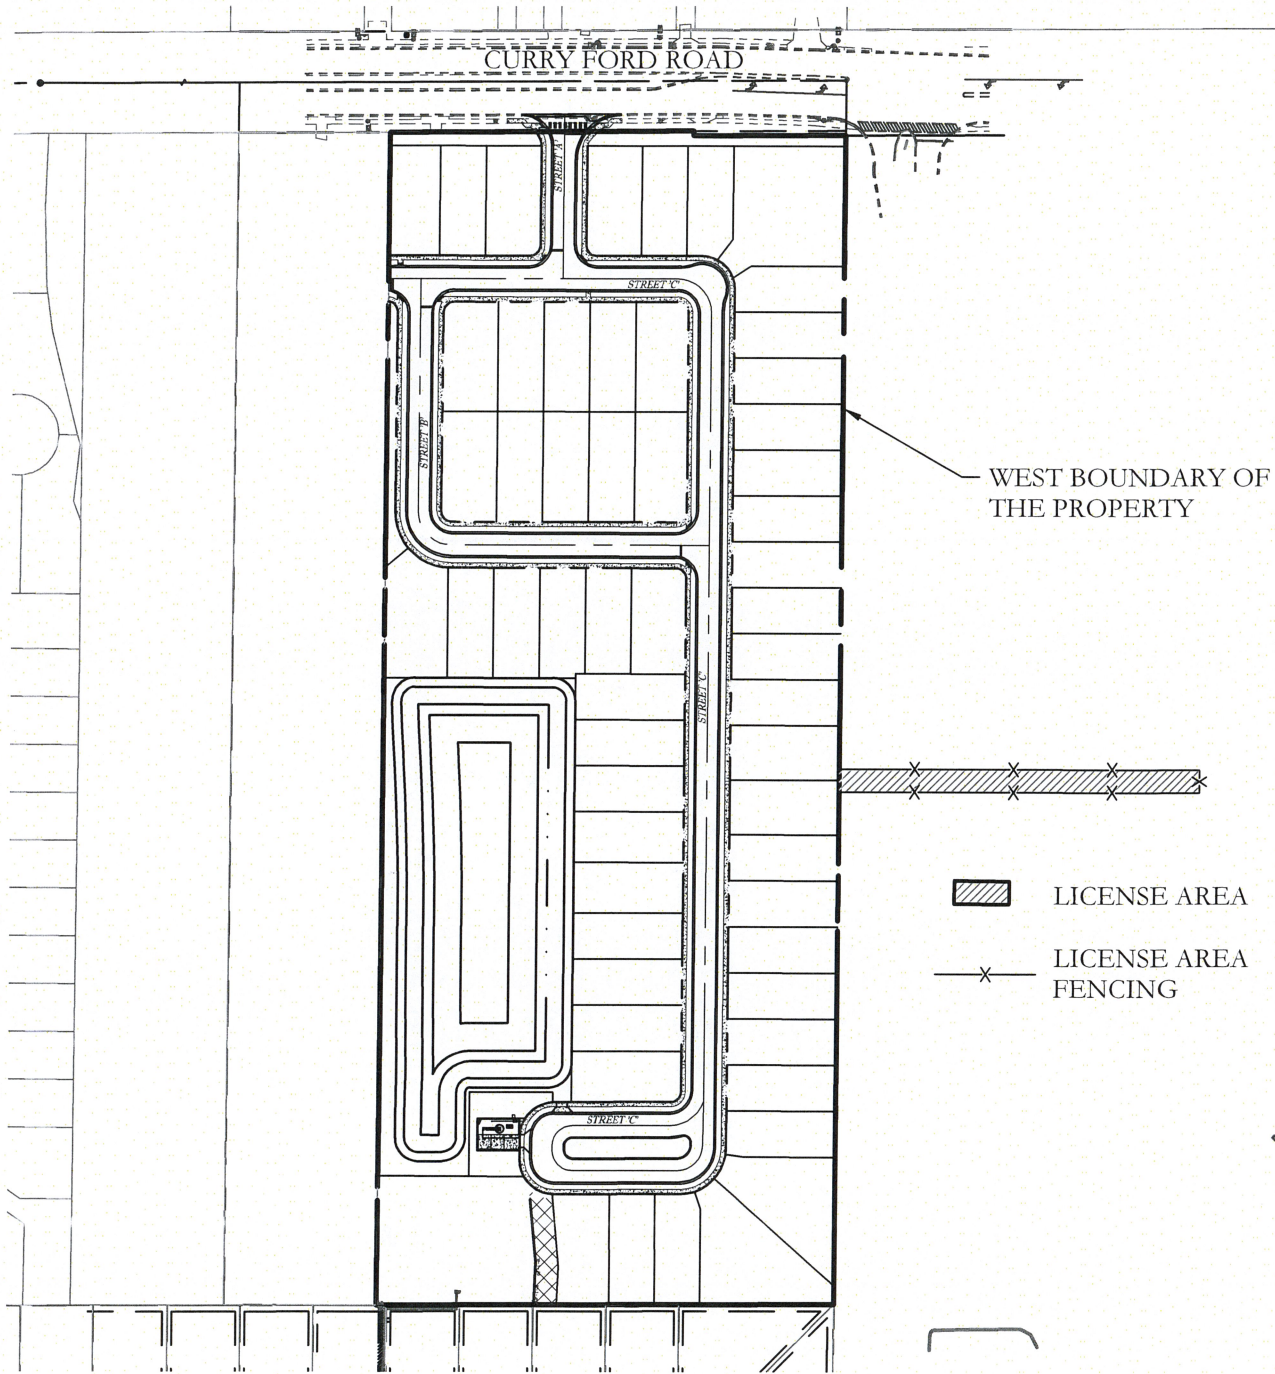 CURRY FORD ROAD
STREET 'A'
STREET 'C'
STREET 'B'
WEST BOUNDARY OF
THE PROPERTY
STREET 'C'
LICENSE AREA
LICENSE AREA
FENCING
STREET 'C'